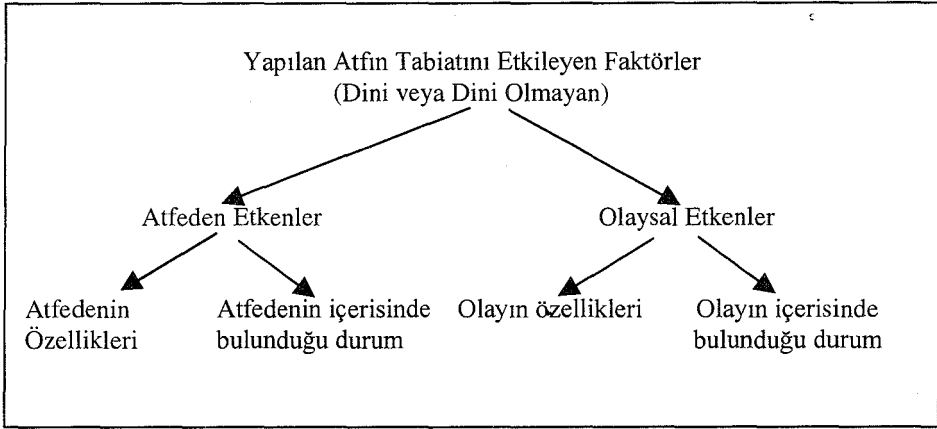 Yapılan Atfın Tabiatını Etkileyen Faktörler
(Dini veya Dini Olmayan)
Atfeden Etkenler
Olaysal Etkenler
Atfedenin
Özellikleri
Atfedenin içerisinde
bulunduğu durum
Olayın özellikleri
Olayın içerisinde
bulunduğu durum